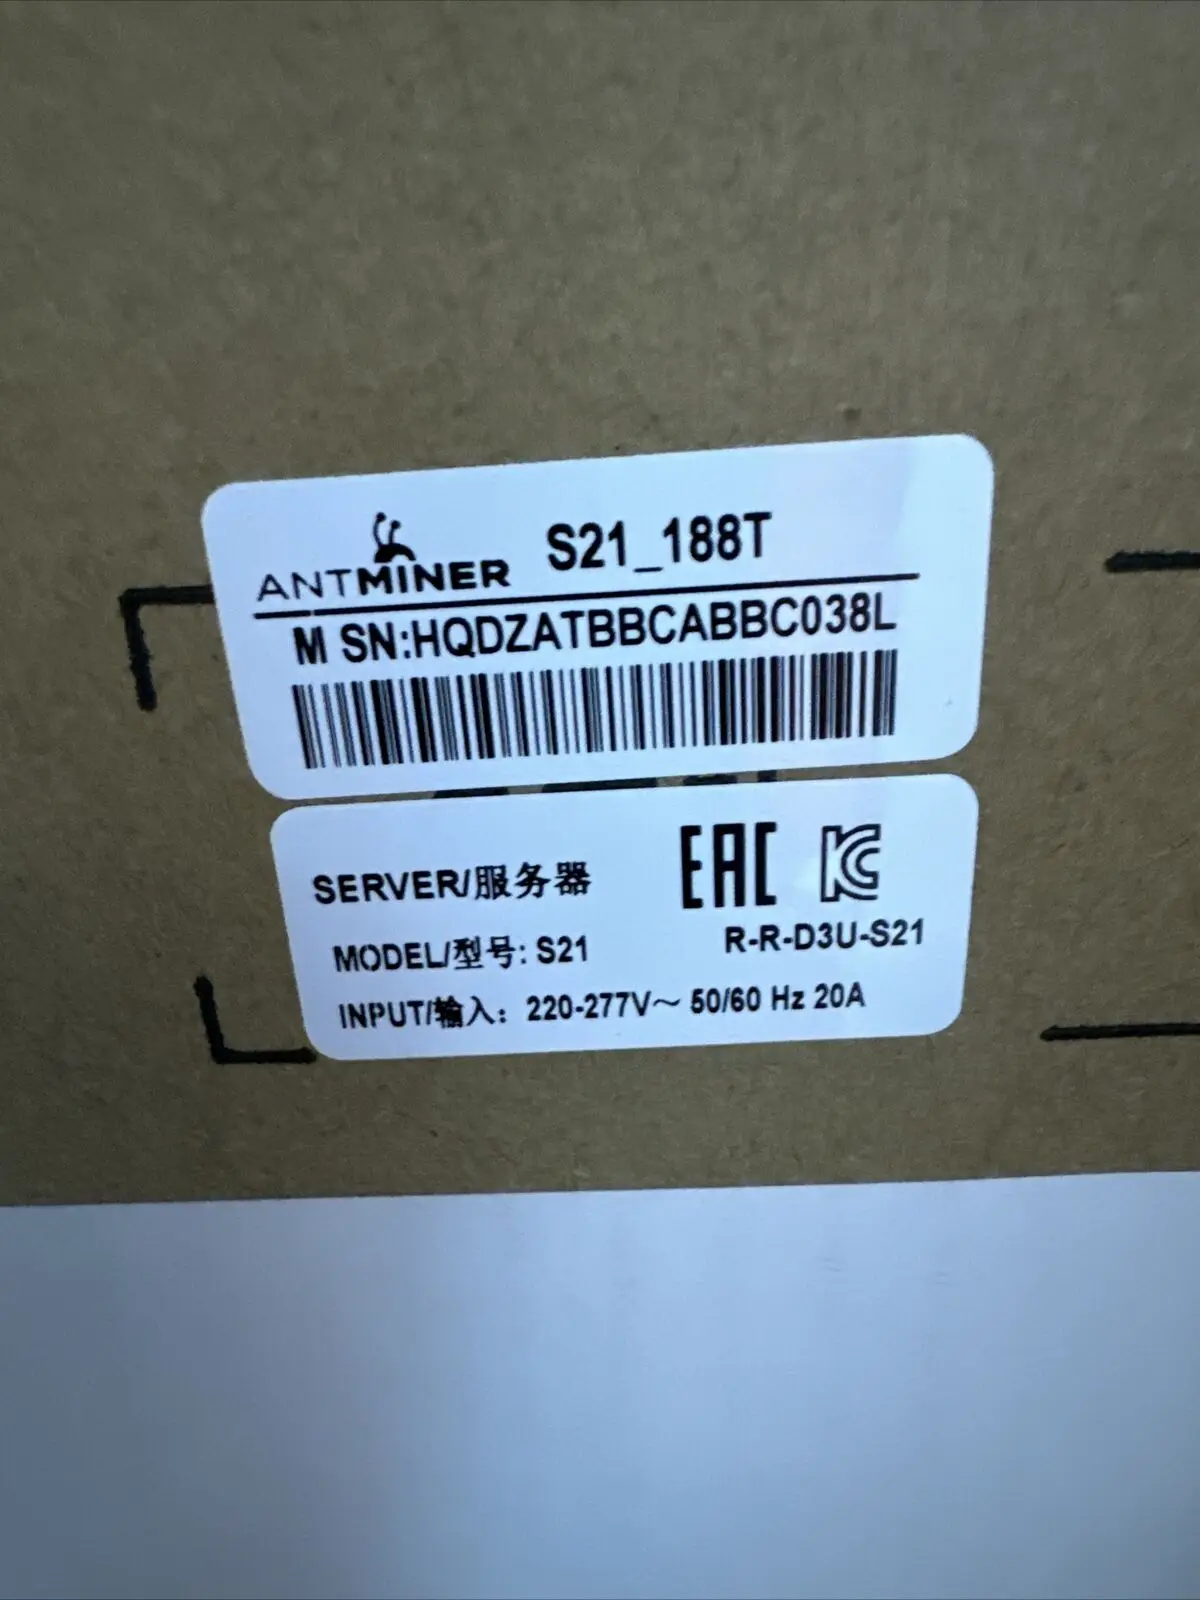 ANTMINER S21_188T
M SN:HQDZATBBCABBC038L
SERVER/服务器 EAC KC
MODEL/型号: S21 R-R-D3U-S21
INPUT/输入: 220-277V~ 50/60 Hz 20A